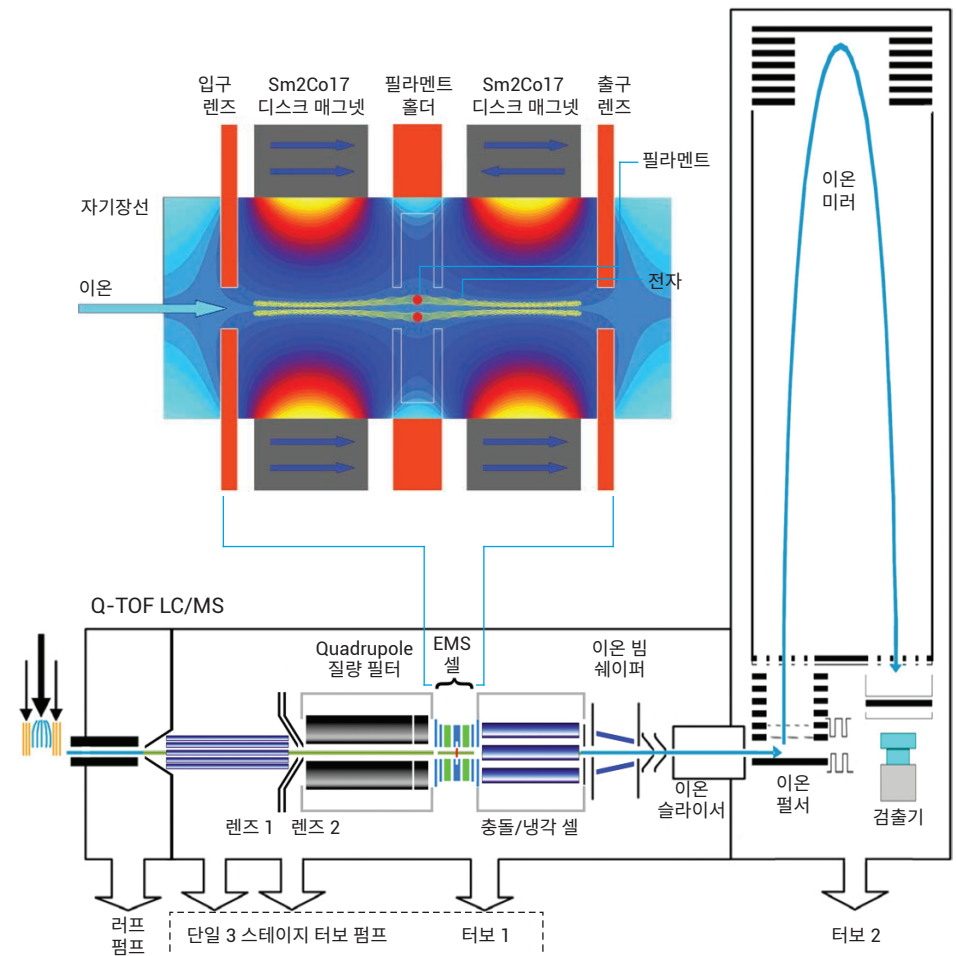 입구
렌즈
Sm2Co17
디스크 매그넷
필라멘트
홀더
Sm2Co17
디스크 매그넷
출구
렌즈
필라멘트
자기장선
이온
전자
이온
미러
Q-TOF LC/MS
Quadrupole
질량 필터
EMS
셀
이온 빔
쉐이퍼
렌즈 1
렌즈 2
충돌/냉각 셀
이온
슬라이서
이온
펄서
검출기
러프
펌프
단일 3 스테이지 터보 펌프
터보 1
터보 2